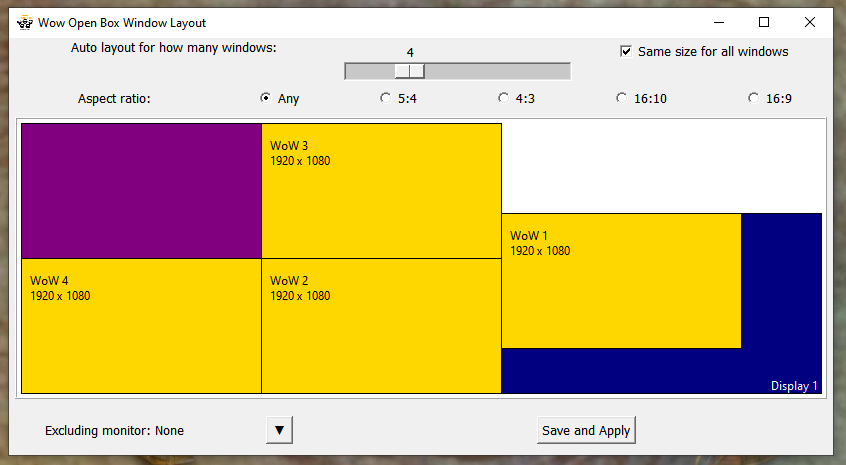 Wow Open Box Window Layout
Auto layout for how many windows:
4
Same size for all windows
Aspect ratio:
Any
5:4
4:3
16:10
16:9
WoW 3
1920 x 1080
WoW 1
1920 x 1080
WoW 4
1920 x 1080
WoW 2
1920 x 1080
Display 1
Excluding monitor: None
Save and Apply